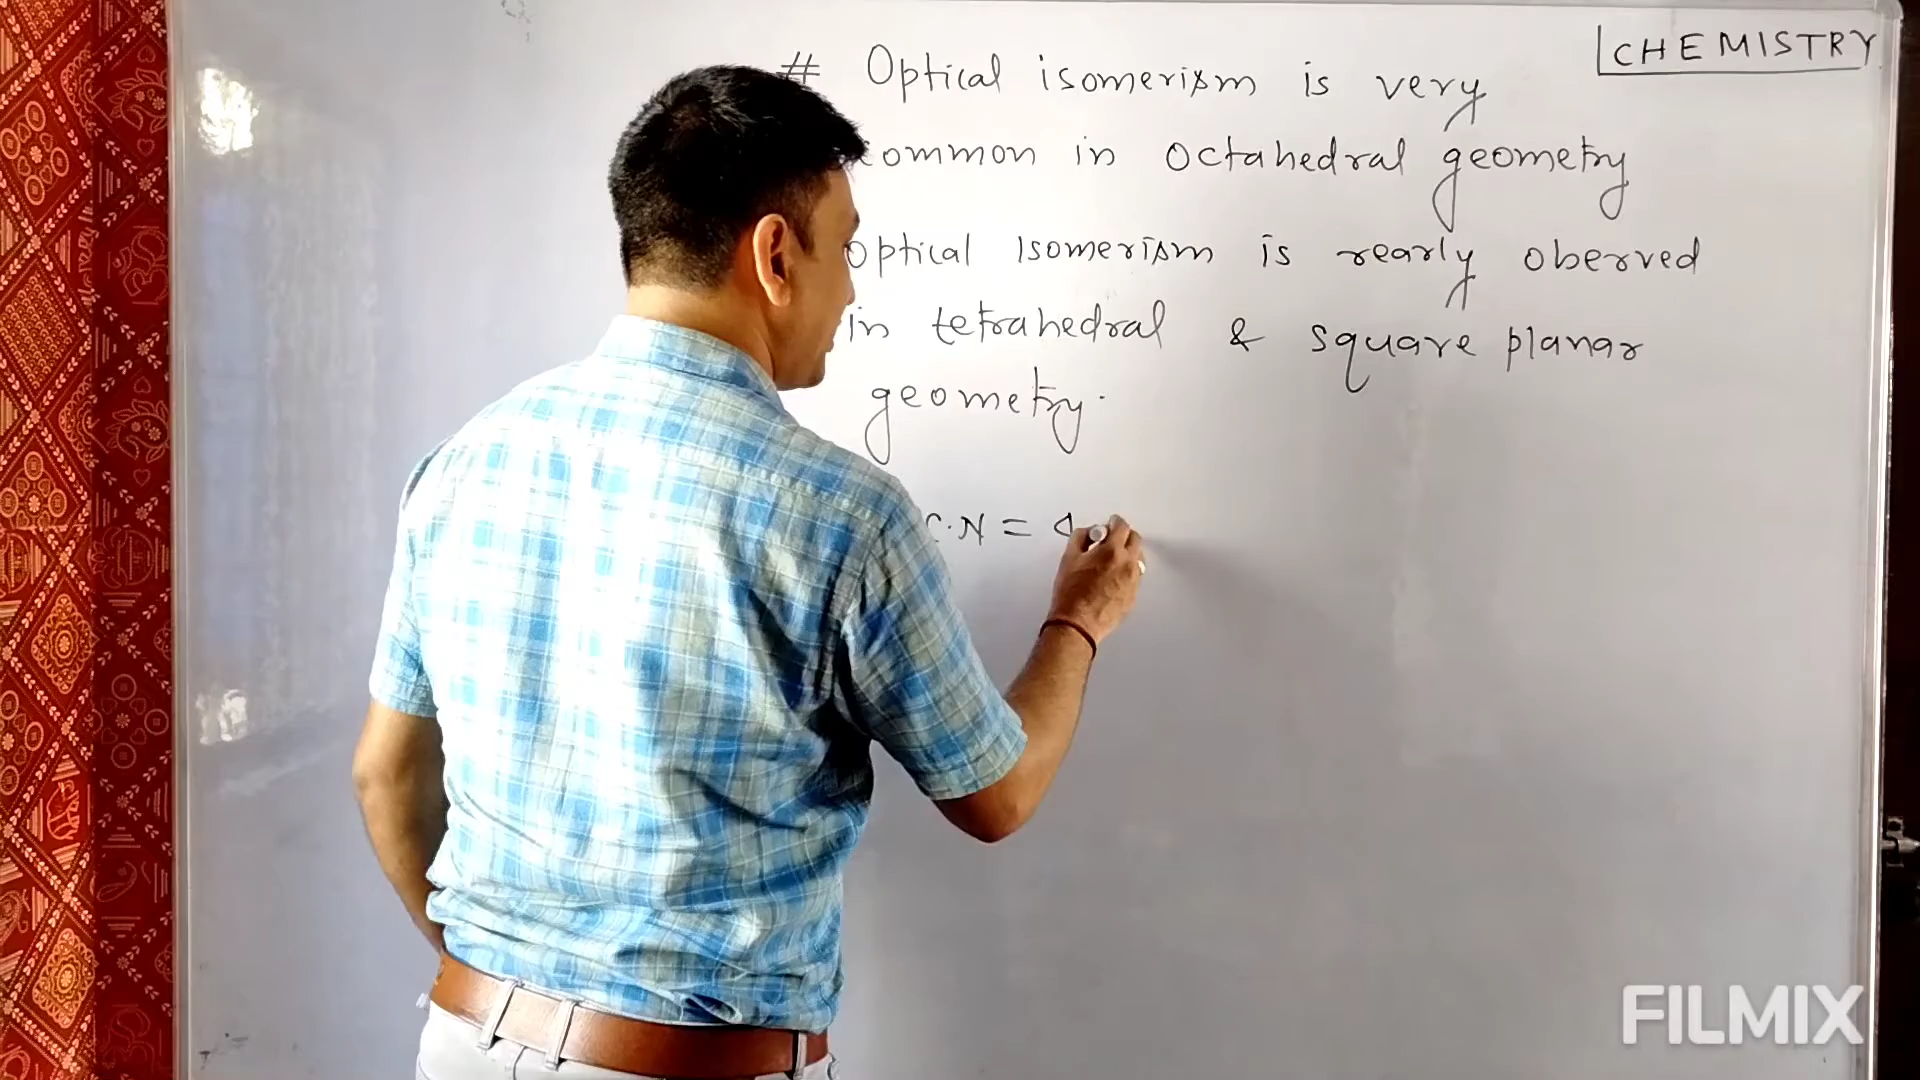 CHEMISTRY
# Optical isomerism is very
common in octahedral geometry
optical Isomerism is rearly oberved
in tetrahedral & square planar
geometry.
C.N = 4
FILMIX